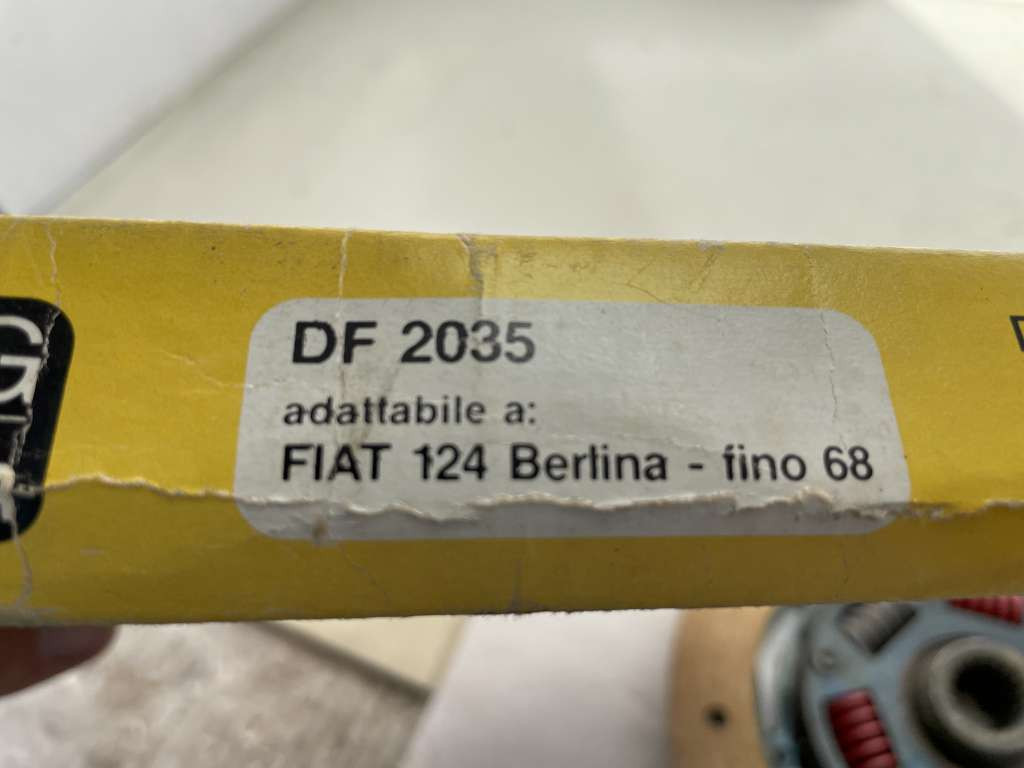 DF 2035
adattabile a:
FIAT 124 Berlina - fino 68